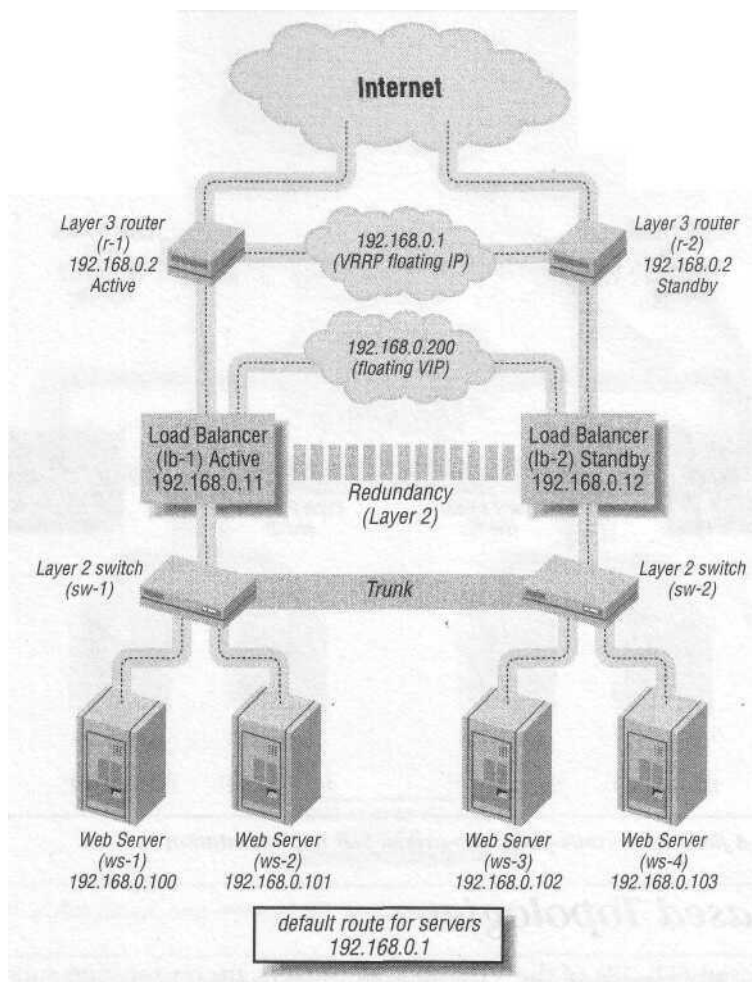 Internet
Layer 3 router
(r-1)
192.168.0.2
Active
192.168.0.1
(VRRP floating IP)
Layer 3 router
(r-2)
192.168.0.2
Standby
192.168.0.200
(floating VIP)
Load Balancer
(lb-1) Active
192.168.0.11
Redundancy
(Layer 2)
Load Balancer
(lb-2) Standby
192.168.0.12
Layer 2 switch
(sw-1)
Trunk
Layer 2 switch
(sw-2)
Web Server
(ws-1)
192.168.0.100
Web Server
(ws-2)
192.168.0.101
Web Server
(ws-3)
192.168.0.102
Web Server
(ws-4)
192.168.0.103
default route for servers
192.168.0.1